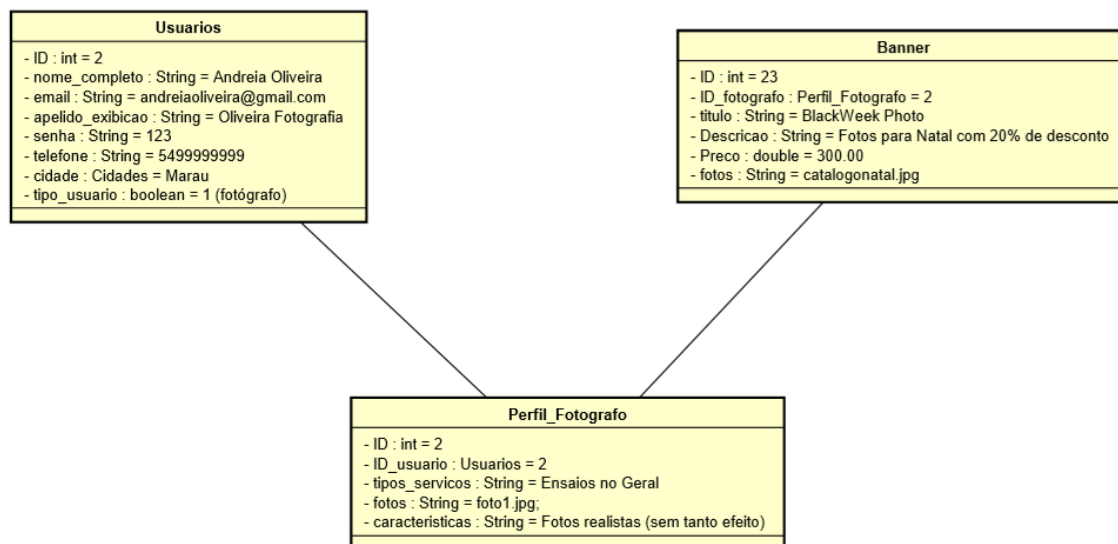 Usuarios
- ID : int = 2
- nome_completo : String = Andreia Oliveira
- email : String = andreiaoliveira@gmail.com
- apelido_exibicao : String = Oliveira Fotografia
- senha : String = 123
- telefone : String = 5499999999
- cidade : Cidades = Marau
- tipo_usuario : boolean = 1 (fotógrafo)
Banner
- ID : int = 23
- ID_fotografo : Perfil_Fotografo = 2
- titulo : String = BlackWeek Photo
- Descricao : String = Fotos para Natal com 20% de desconto
- Preco : double = 300.00
- fotos : String = catalogonatal.jpg
Perfil_Fotografo
- ID : int = 2
- ID_usuario : Usuarios = 2
- tipos_servicos : String = Ensaios no Geral
- fotos : String = foto1.jpg;
- caracteristicas : String = Fotos realistas (sem tanto efeito)